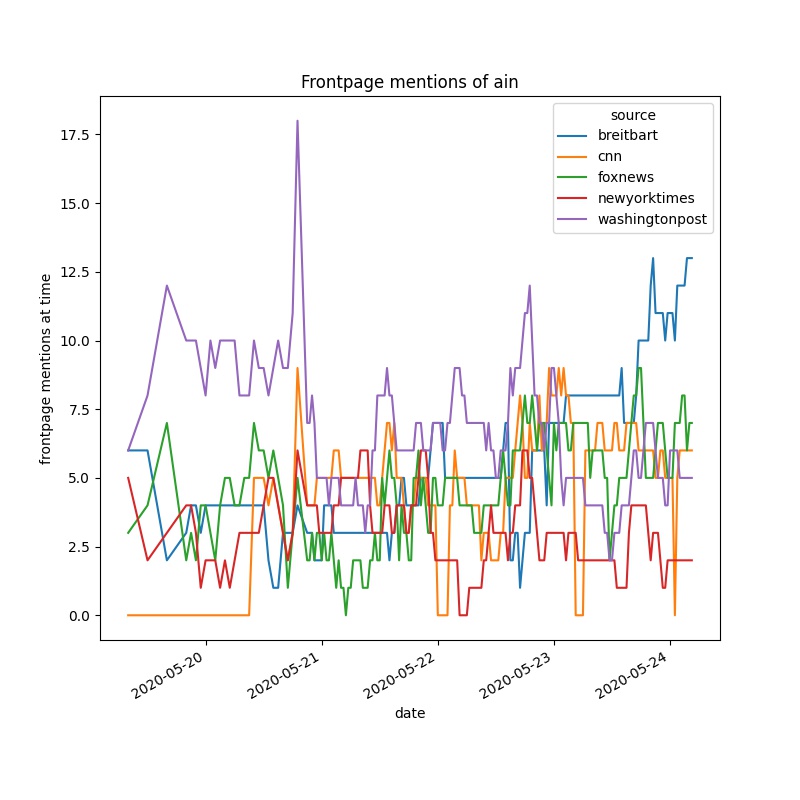 Frontpage mentions of ain
source
breitbart
cnn
foxnews
newyorktimes
washingtonpost
frontpage mentions at time
17.5
15.0
12.5
10.0
7.5
5.0
2.5
0.0
2020-05-20
2020-05-21
2020-05-22
2020-05-23
2020-05-24
date